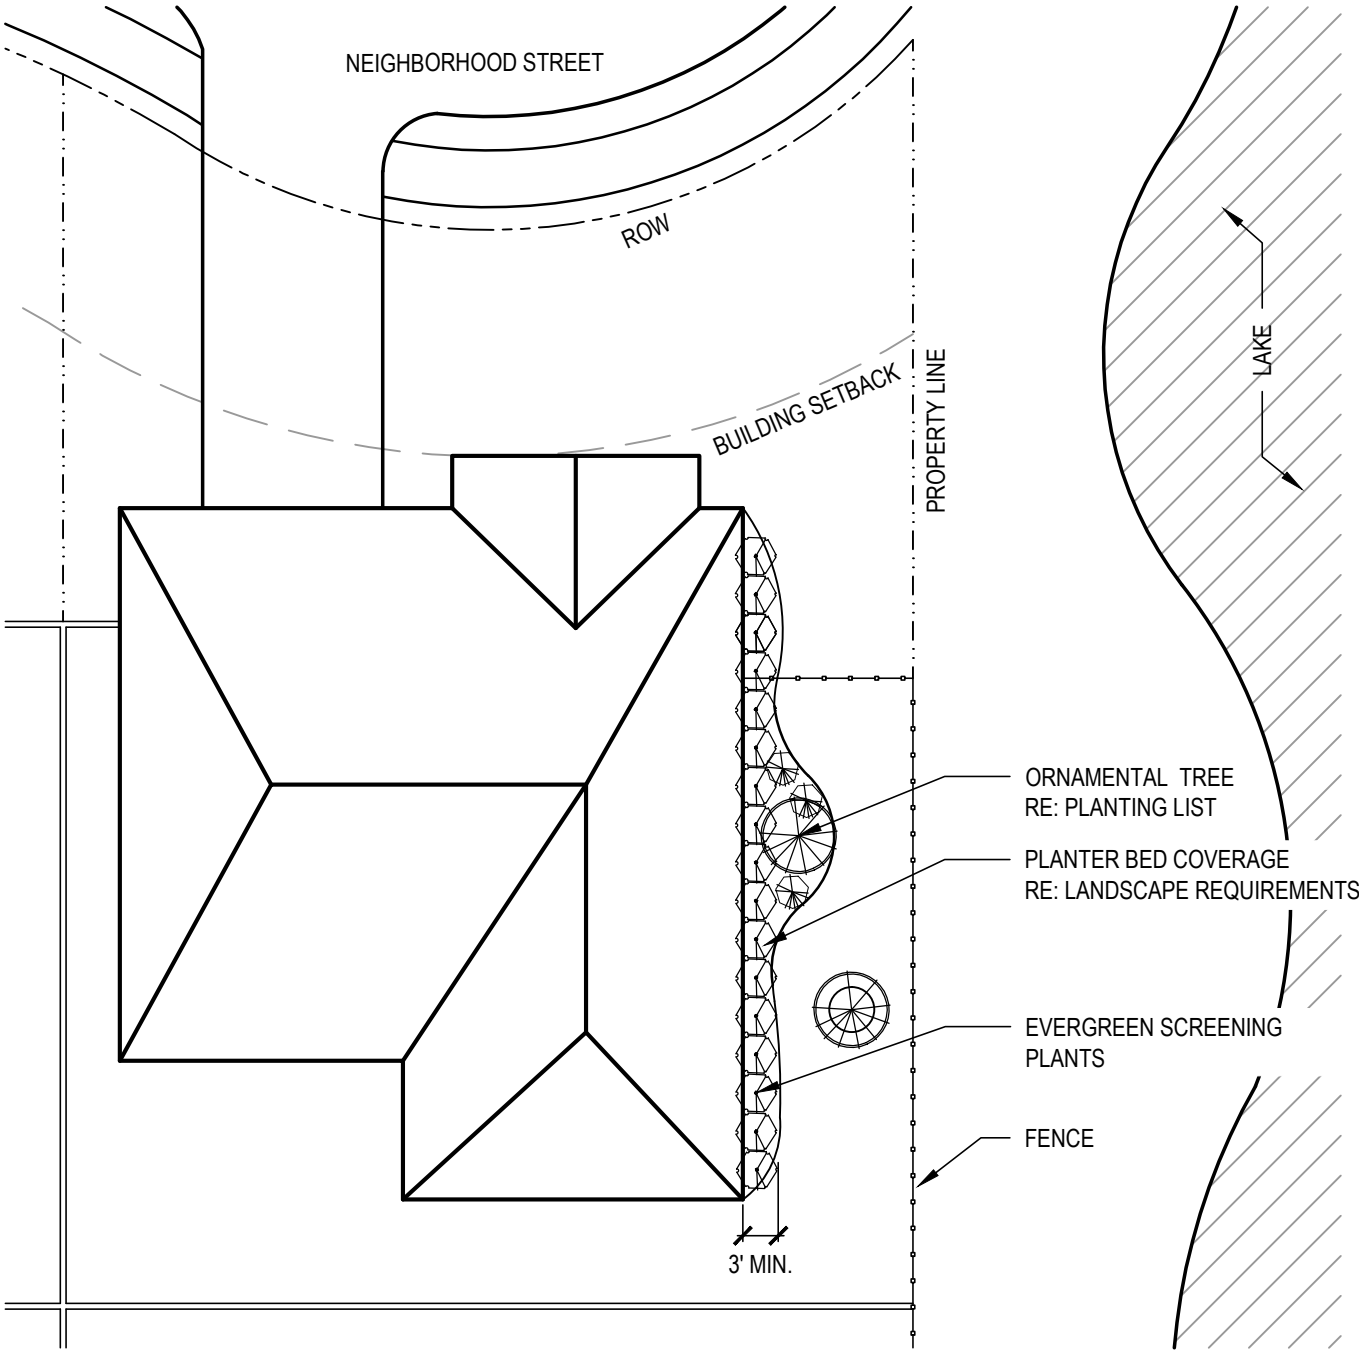 NEIGHBORHOOD STREET
ROW
BUILDING SETBACK
PROPERTY LINE
LAKE
ORNAMENTAL TREE
RE: PLANTING LIST
PLANTER BED COVERAGE
RE: LANDSCAPE REQUIREMENTS
EVERGREEN SCREENING
PLANTS
FENCE
3' MIN.